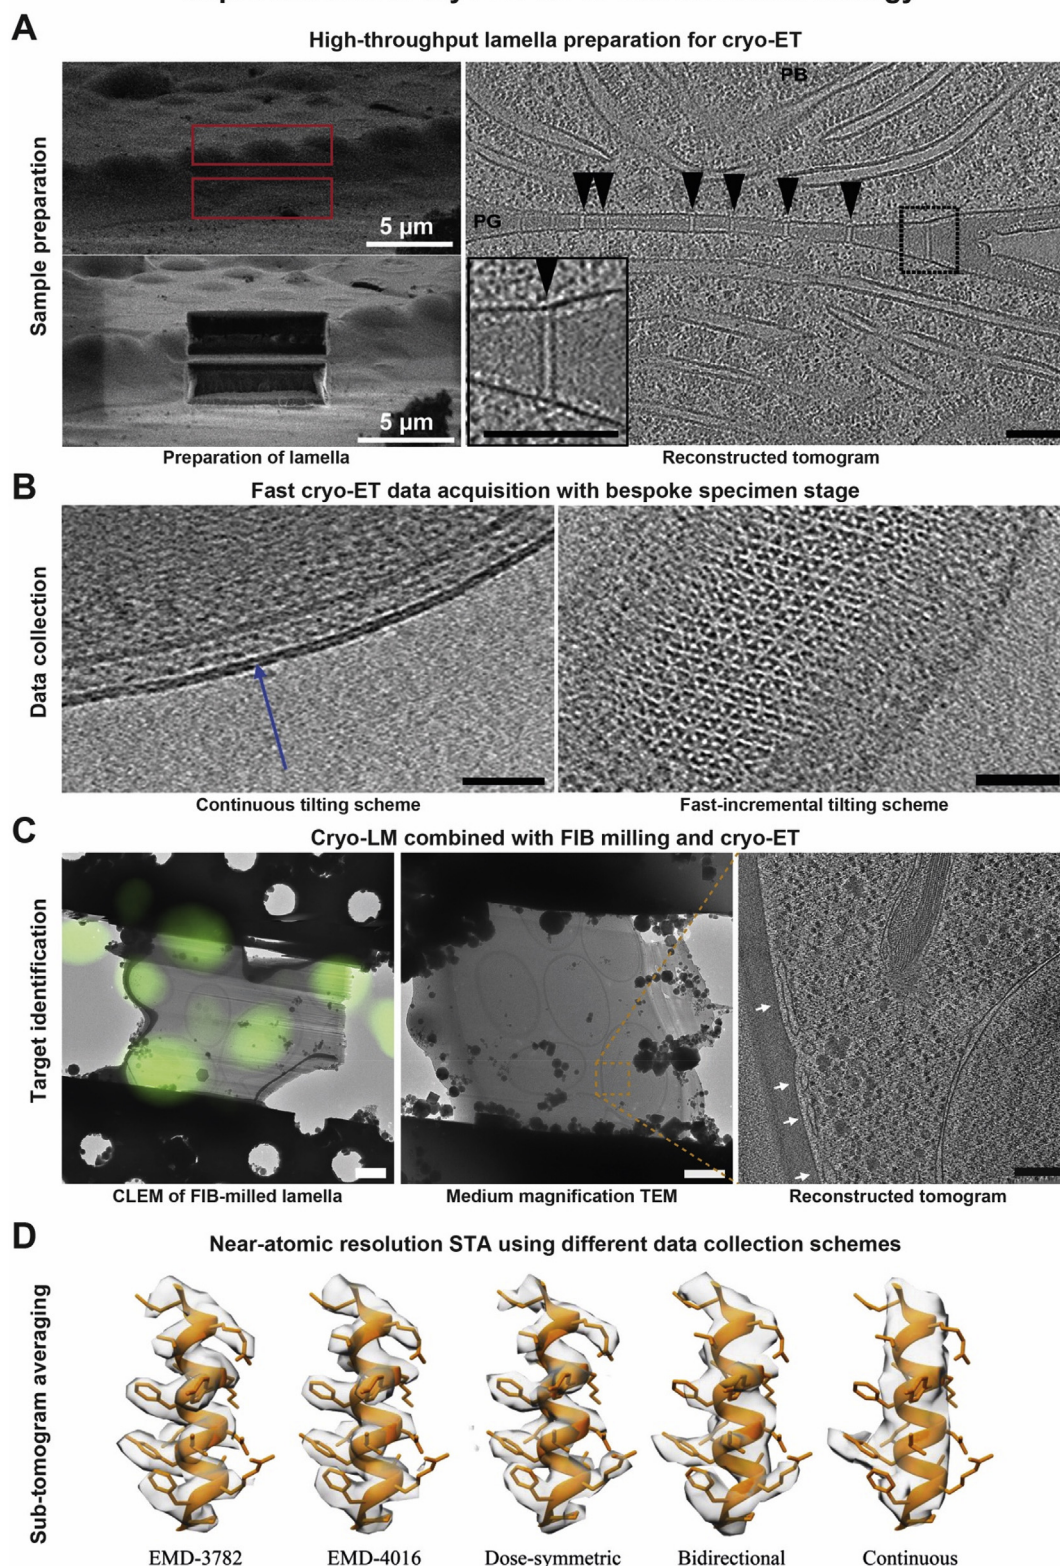 A
High-throughput lamella preparation for cryo-ET
Sample preparation
5 µm
5 µm
PB
PG
Preparation of lamella
Reconstructed tomogram
B
Fast cryo-ET data acquisition with bespoke specimen stage
Data collection
Continuous tilting scheme
Fast-incremental tilting scheme
C
Cryo-LM combined with FIB milling and cryo-ET
Target identification
CLEM of FIB-milled lamella
Medium magnification TEM
Reconstructed tomogram
D
Near-atomic resolution STA using different data collection schemes
Sub-tomogram averaging
EMD-3782
EMD-4016
Dose-symmetric
Bidirectional
Continuous